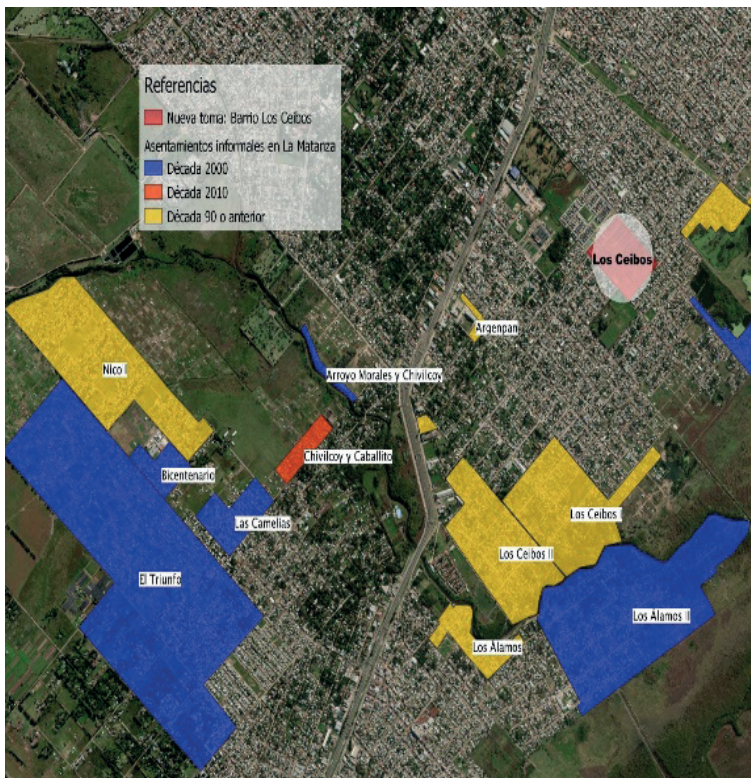 Referencias
Nueva toma: Barrio Los Ceibos
Asentamientos informales en La Matanza
Década 2000
Década 2010
Década 90 o anterior
Los Ceibos
Argenpan
Nico I
Arroyo Morales y Chivilcoy
Chivilcoy y Caballito
Bicentenario
Las Camelias
Los Ceibos I
Los Ceibos II
El Triunfo
Los Alamos II
Los Alamos